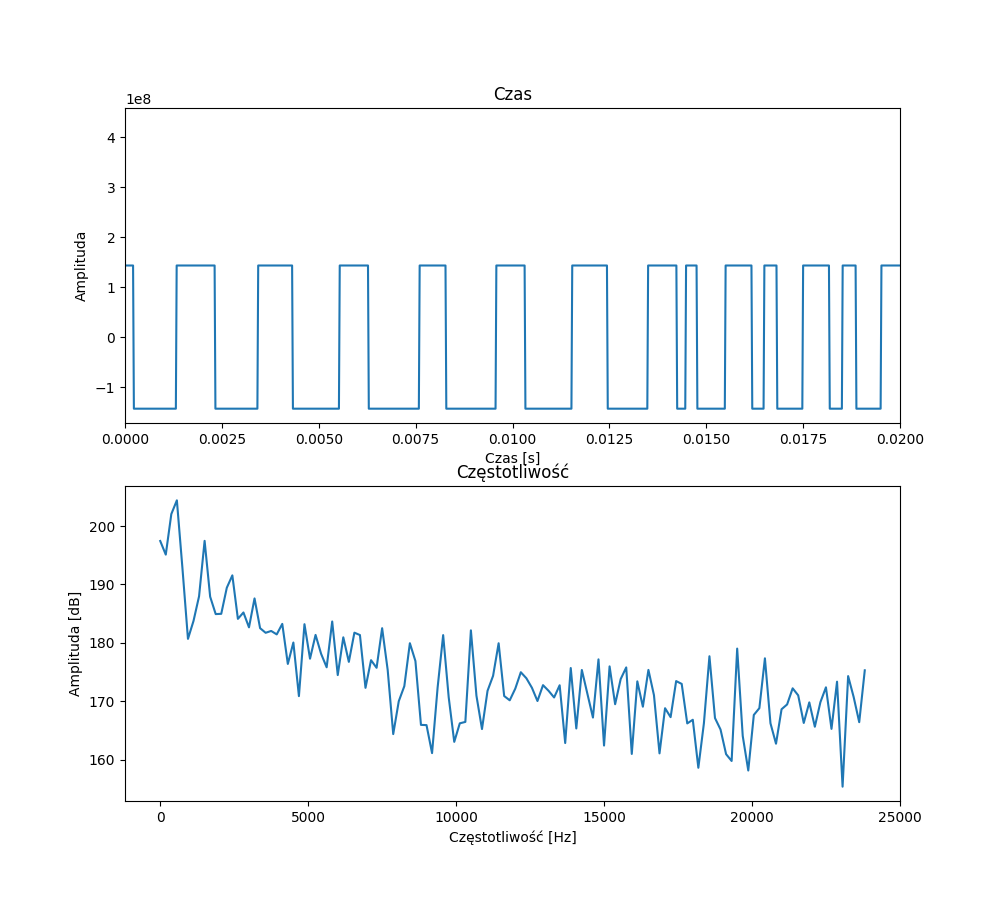 Czas
1e8
Amplituda
4
3
2
1
0
−1
0.0000 0.0025 0.0050 0.0075 0.0100 0.0125 0.0150 0.0175 0.0200
Czas [s]
Częstotliwość
Amplituda [dB]
200
190
180
170
160
0 5000 10000 15000 20000 25000
Częstotliwość [Hz]